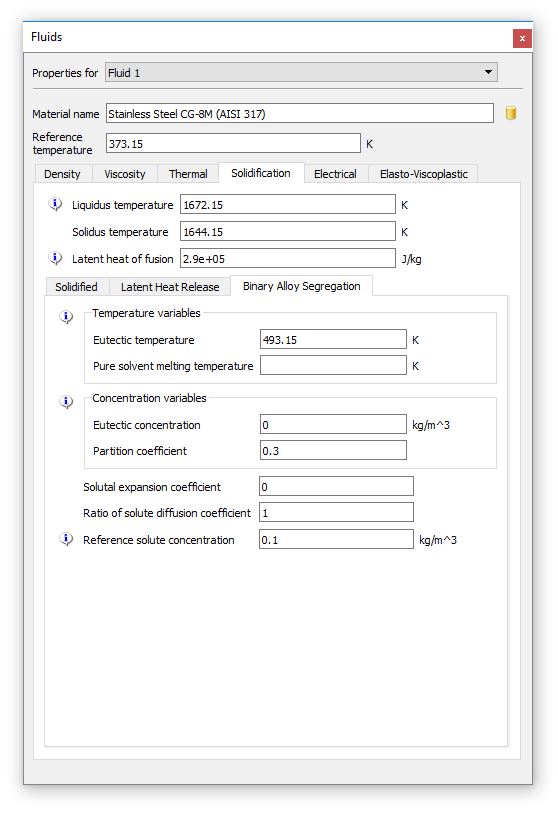 Fluids
x
Properties for Fluid 1
Material name Stainless Steel CG-8M (AISI 317)
Reference
temperature 373.15 K
Density Viscosity Thermal Solidification Electrical Elasto-Viscoplastic
Liquidus temperature 1672.15 K
Solidus temperature 1644.15 K
Latent heat of fusion 2.9e+05 J/kg
Solidified Latent Heat Release Binary Alloy Segregation
Temperature variables
Eutectic temperature 493.15 K
Pure solvent melting temperature K
Concentration variables
Eutectic concentration 0 kg/m^3
Partition coefficient 0.3
Solutal expansion coefficient 0
Ratio of solute diffusion coefficient 1
Reference solute concentration 0.1 kg/m^3